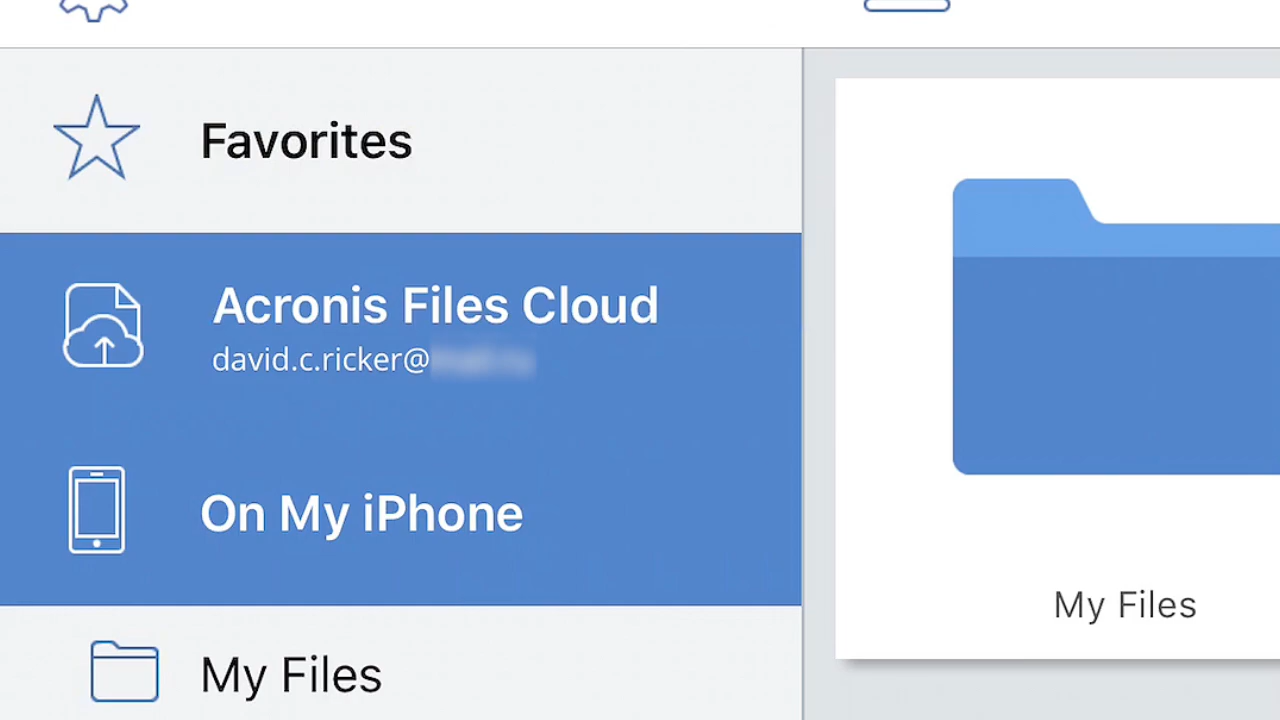 Favorites
Acronis Files Cloud
david.c.ricker@
On My iPhone
My Files
My Files